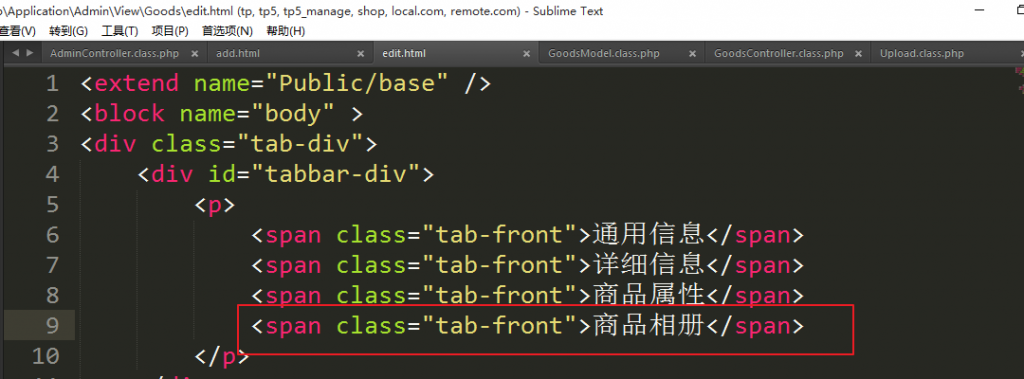 o\Application\Admin\View\Goods\edit.html (tp, tp5, tp5_manage, shop, local.com, remote.com) - Sublime Text
查看(V) 转到(G) 工具(T) 项目(P) 首选项(N) 帮助(H)
AdminController.class.php × add.html × edit.html × GoodsModel.class.php × GoodsController.class.php × Upload.class.php
1 <extend name="Public/base" />
2 <block name="body" >
3 <div class="tab-div">
4 <div id="tabbar-div">
5 <p>
6 <span class="tab-front">通用信息</span>
7 <span class="tab-front">详细信息</span>
8 <span class="tab-front">商品属性</span>
9 <span class="tab-front">商品相册</span>
10 </p>